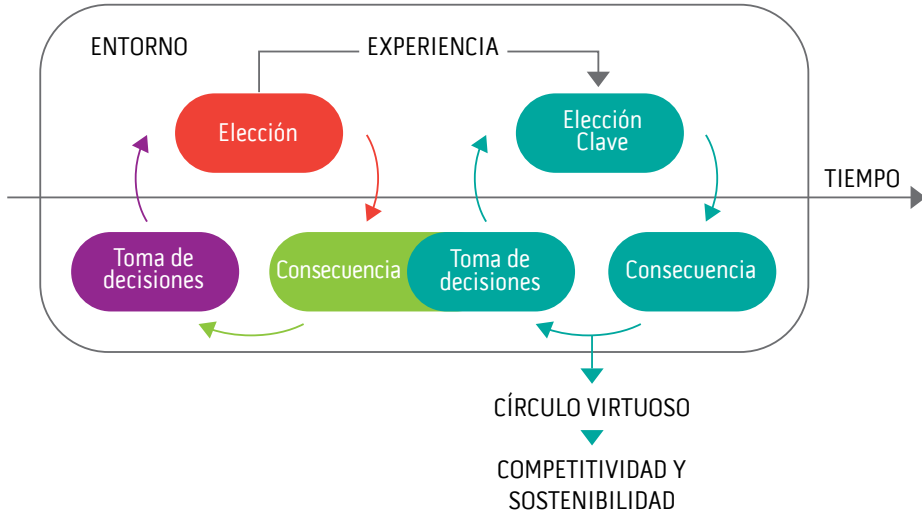 ENTORNO
EXPERIENCIA
Elección
Elección
Clave
TIEMPO
Toma de
decisiones
Consecuencia
Toma de
decisiones
Consecuencia
CÍRCULO VIRTUOSO
COMPETITIVIDAD Y
SOSTENIBILIDAD